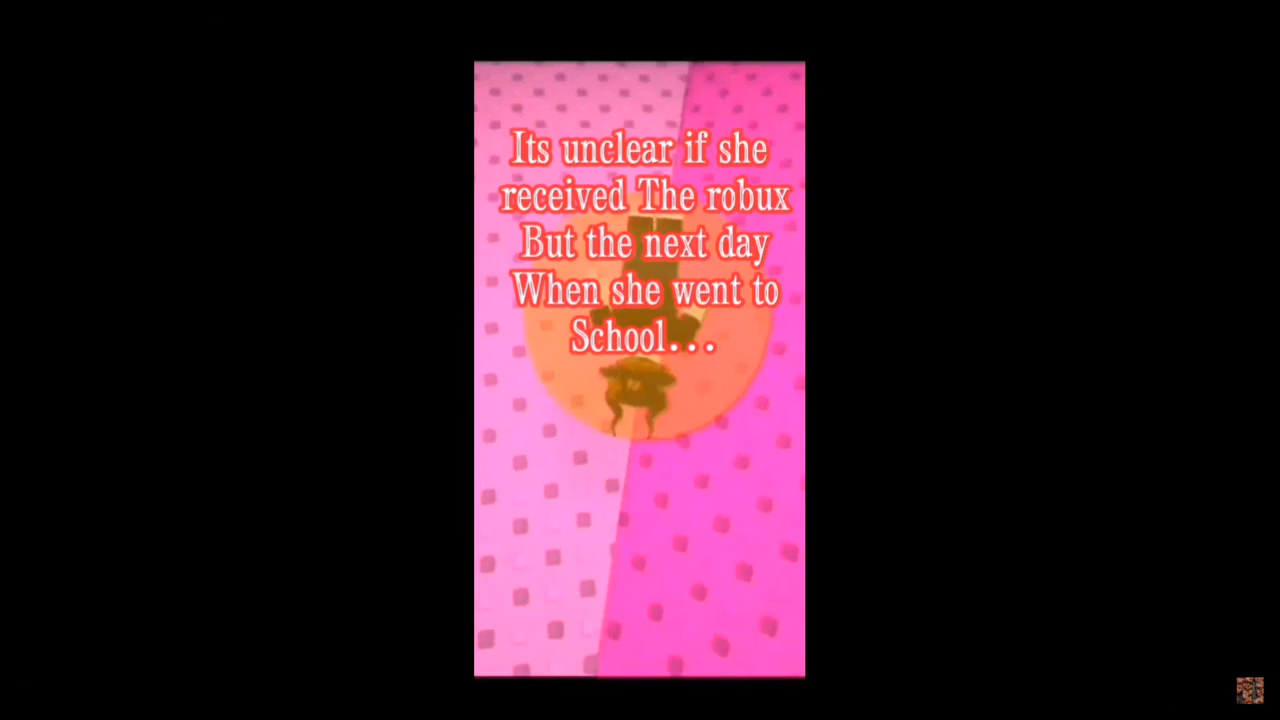 Its unclear if she
received The robux
But the next day
When she went to
School...